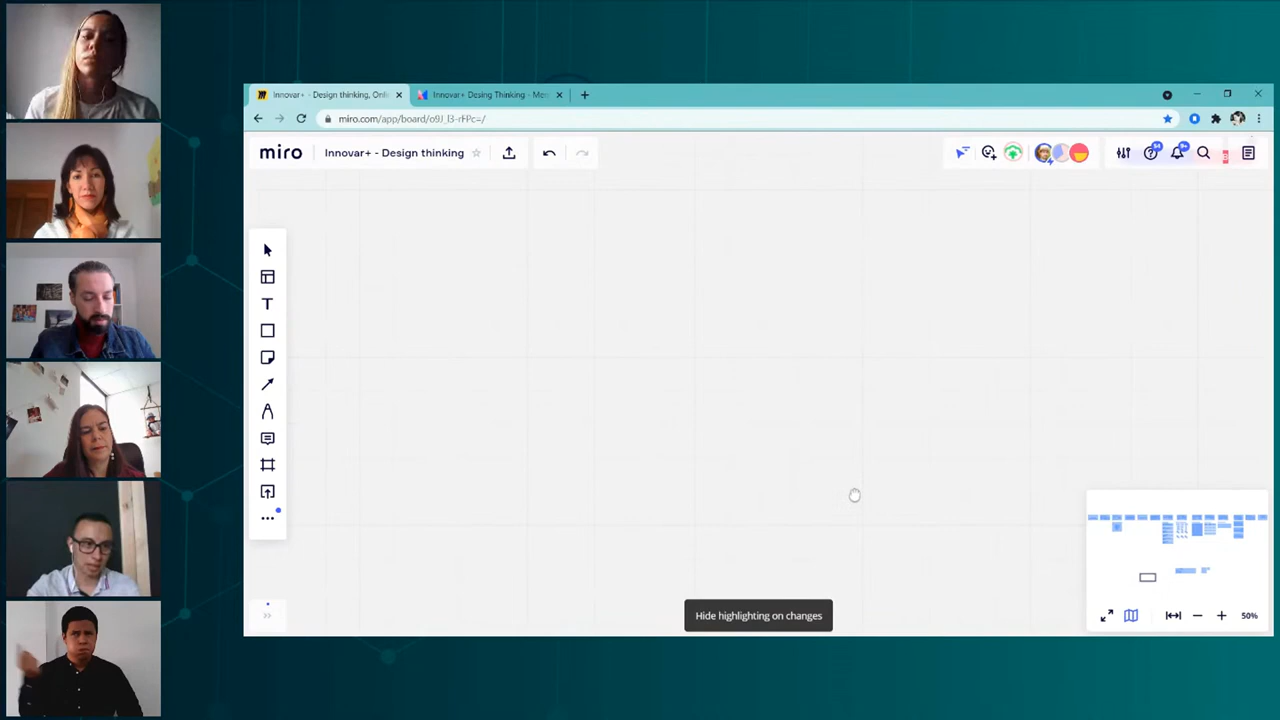 Innovar+ - Design thinking, Onli
Innovar+ Desing Thinking - Me
miro.com/app/board/o9J_l3-rFPc=/
miro
Innovar+ - Design thinking
Hide highlighting on changes
50%